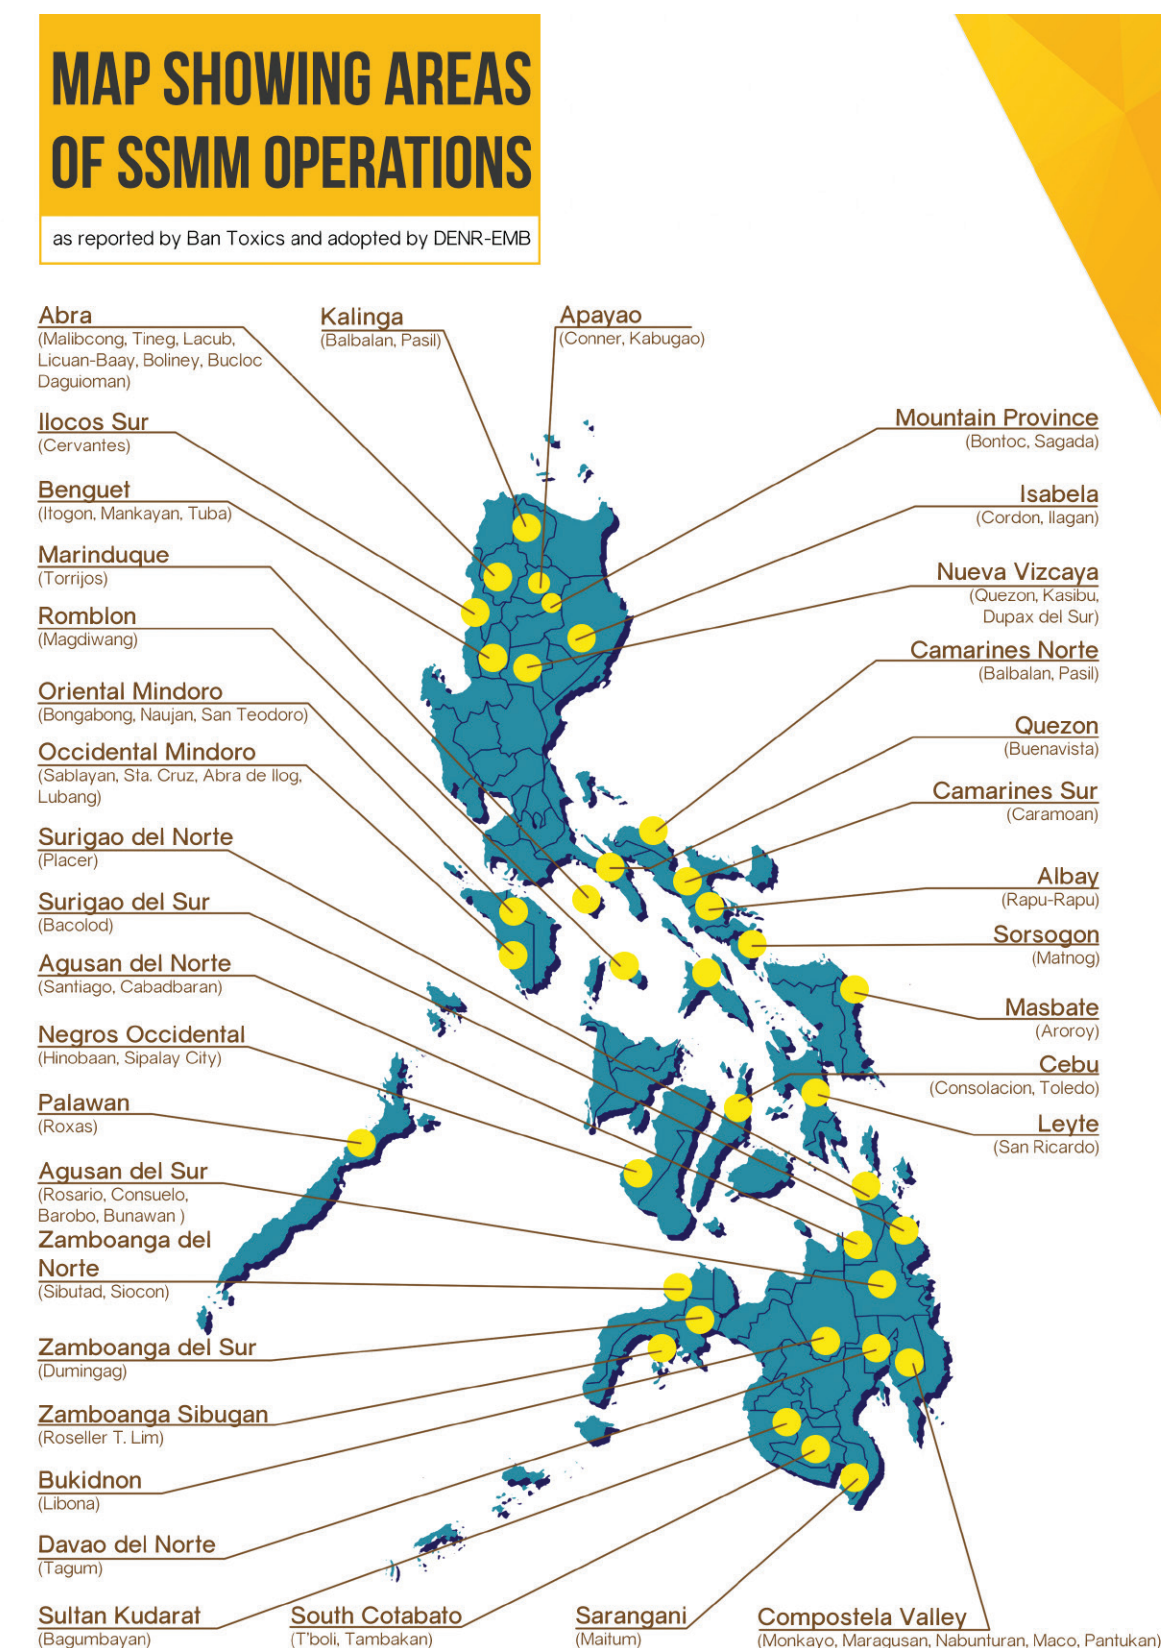 MAP SHOWING AREAS
OF SSMM OPERATIONS
as reported by Ban Toxics and adopted by DENR-EMB
Abra
(Malibcong, Tineg, Lacub,
Licuan-Baay, Boliney, Bucloc
Daguioman)
Kalinga
(Balbalan, Pasil)
Apayao
(Conner, Kabugao)
Ilocos Sur
(Cervantes)
Benguet
(Itogon, Mankayan, Tuba)
Marinduque
(Torrijos)
Romblon
(Magdiwang)
Oriental Mindoro
(Bongabong, Naujan, San Teodoro)
Occidental Mindoro
(Sablayan, Sta. Cruz, Abra de Ilog,
Lubang)
Surigao del Norte
(Placer)
Surigao del Sur
(Bacolod)
Agusan del Norte
(Santiago, Cabadbaran)
Negros Occidental
(Hinobaan, Sipalay City)
Palawan
(Roxas)
Agusan del Sur
(Rosario, Consuelo,
Barobo, Bunawan )
Zamboanga del
Norte
(Sibutad, Siocon)
Zamboanga del Sur
(Dumingag)
Zamboanga Sibugan
(Roseller T. Lim)
Bukidnon
(Libona)
Davao del Norte
(Tagum)
Sultan Kudarat
(Bagumbayan)
South Cotabato
(T'boli, Tambakan)
Sarangani
(Maitum)
Compostela Valley
(Monkayo, Maragusan, Nabunturan, Maco, Pantukan)
Mountain Province
(Bontoc, Sagada)
Isabela
(Cordon, Ilagan)
Nueva Vizcaya
(Quezon, Kasibu,
Dupax del Sur)
Camarines Norte
(Balbalan, Pasil)
Quezon
(Buenavista)
Camarines Sur
(Caramoan)
Albay
(Rapu-Rapu)
Sorsogon
(Matnog)
Masbate
(Aroroy)
Cebu
(Consolacion, Toledo)
Leyte
(San Ricardo)